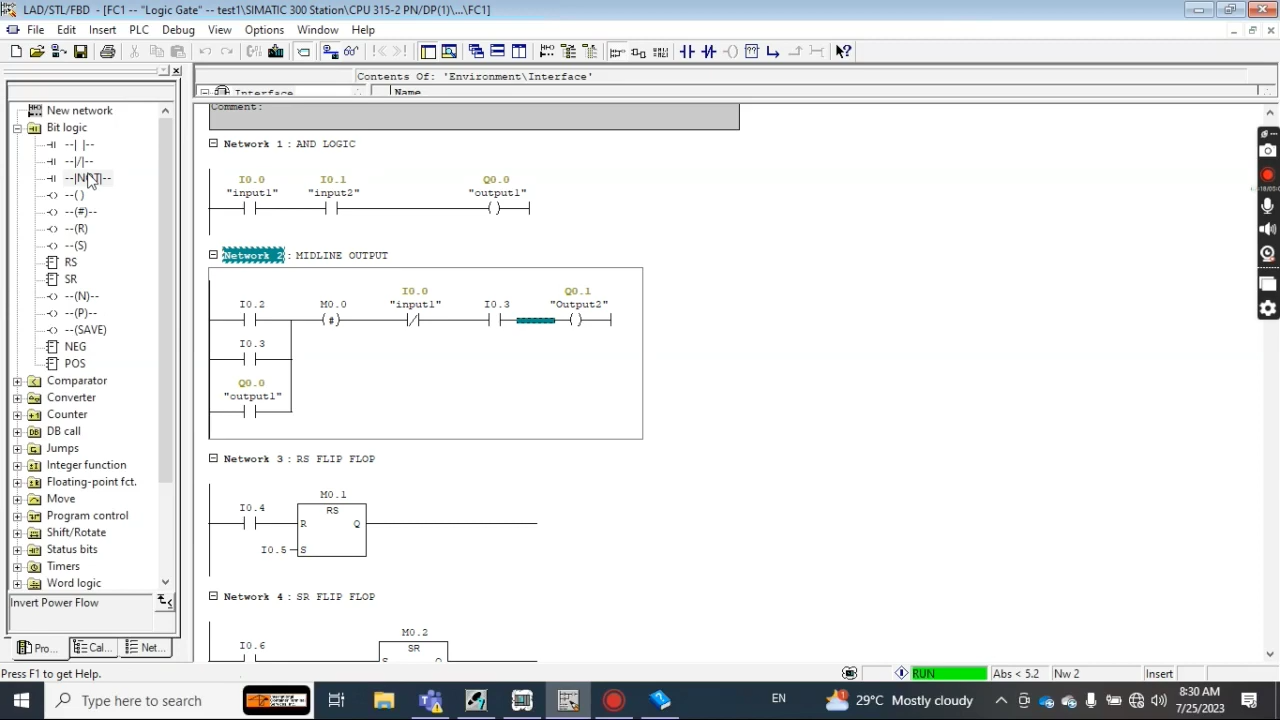 LAD/STL/FBD - [FC1 -- "Logic Gate" -- test1\SIMATIC 300 Station\CPU 315-2 PN/DP(1)\...\FC1]
File Edit Insert PLC Debug View Options Window Help
Contents Of: 'Environment\Interface'
Interface
Name
New network
Bit logic
--| |--
--|/|--
--|NOT|--
--( )
--(#)--
--(R)
--(S)
RS
SR
--(N)--
--(P)--
--(SAVE)
NEG
POS
Comparator
Converter
Counter
DB call
Jumps
Integer function
Floating-point fct.
Move
Program control
Shift/Rotate
Status bits
Timers
Word logic
Invert Power Flow
Pro... Cal... Net...
Comment:
Network 1 : AND LOGIC
I0.0 I0.1 Q0.0
"input1" "input2" "output1"
Network 2 : MIDLINE OUTPUT
I0.0 Q0.1
I0.2 M0.0 "input1" I0.3 "Output2"
(#)
I0.3
Q0.0
"output1"
Network 3 : RS FLIP FLOP
M0.1
I0.4 RS
R Q
I0.5 S
Network 4 : SR FLIP FLOP
M0.2
I0.6 SR
S Q
Press F1 to get Help.
RUN Abs < 5.2 Nw 2 Insert
Type here to search
EN
29°C Mostly cloudy
8:30 AM
7/25/2023